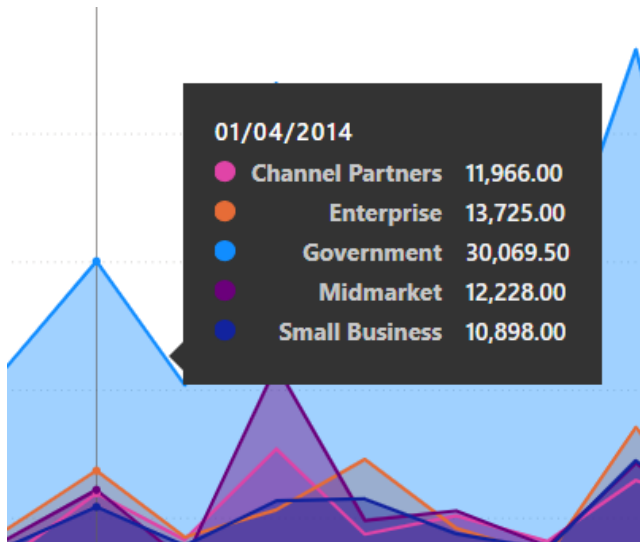 01/04/2014
Channel Partners 11,966.00
Enterprise 13,725.00
Government 30,069.50
Midmarket 12,228.00
Small Business 10,898.00